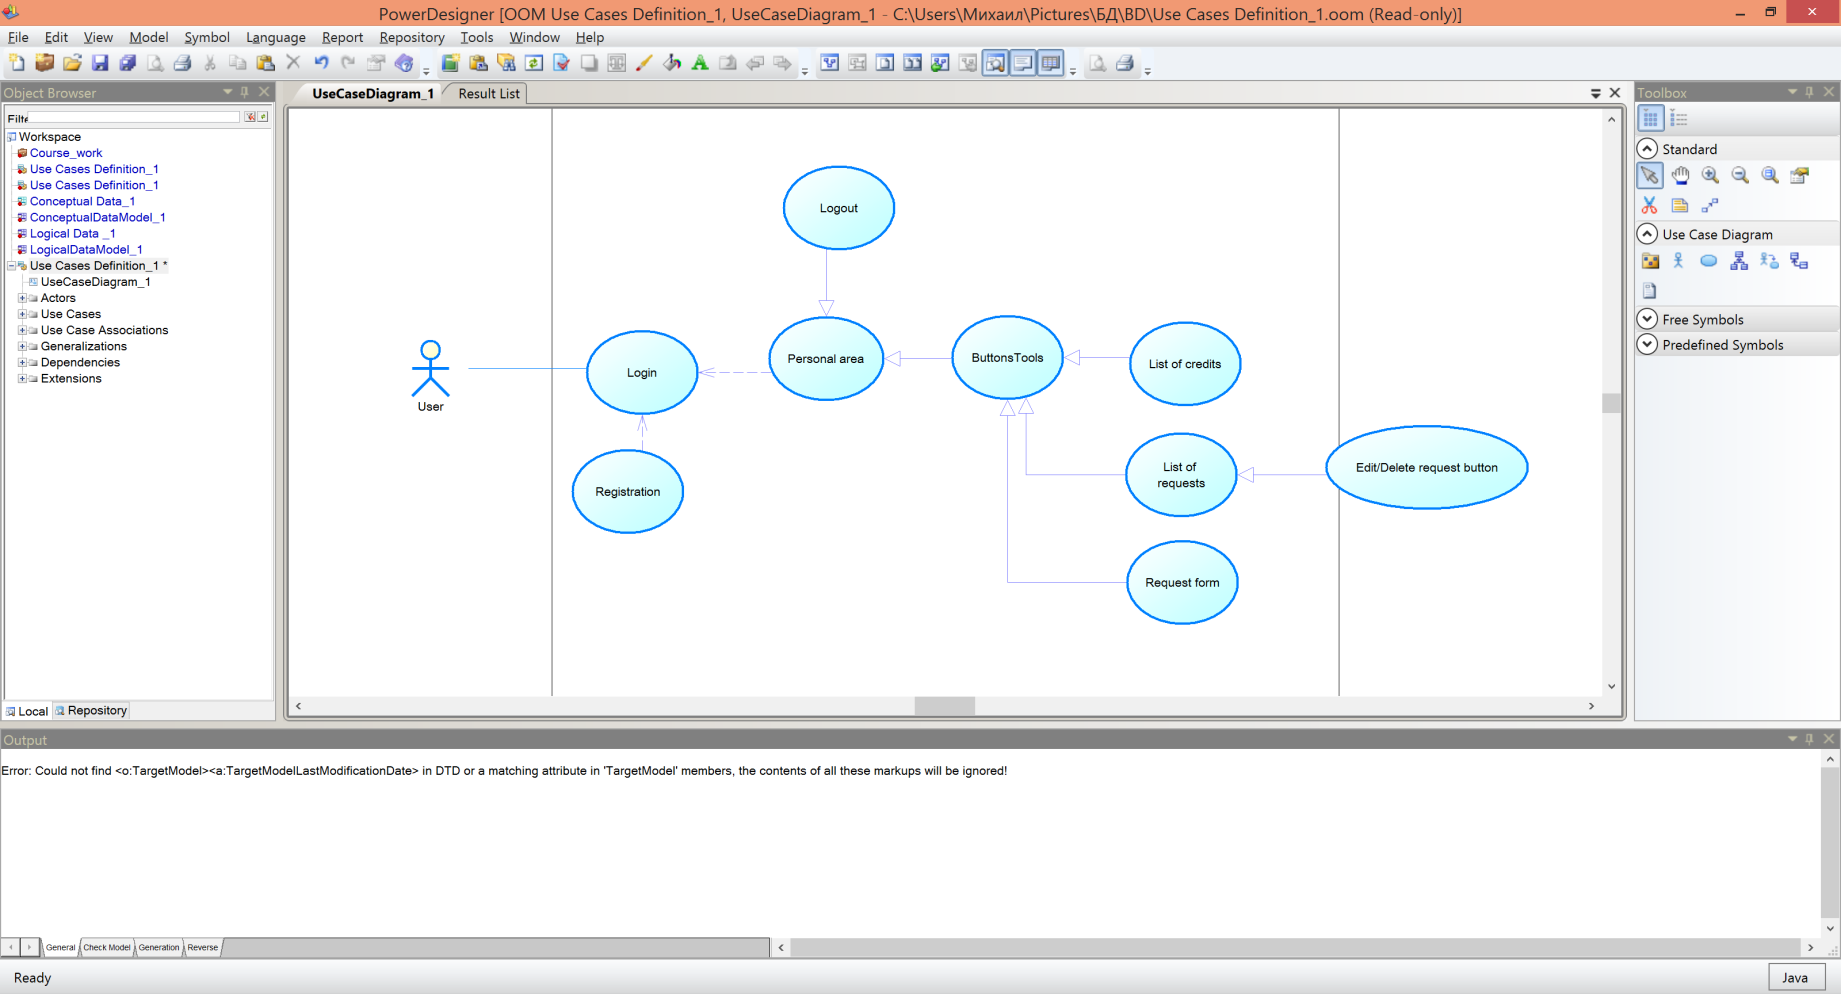 PowerDesigner [OOM Use Cases Definition_1, UseCaseDiagram_1 - C:\Users\Михаил\Pictures\БД\BD\Use Cases Definition_1.oom (Read-only)]
File Edit View Model Symbol Language Report Repository Tools Window Help
Object Browser
UseCaseDiagram_1 Result List
Toolbox
Workspace
Course_work
Use Cases Definition_1
Use Cases Definition_1
Conceptual Data_1
ConceptualDataModel_1
Logical Data _1
LogicalDataModel_1
Use Cases Definition_1 *
UseCaseDiagram_1
Actors
Use Cases
Use Case Associations
Generalizations
Dependencies
Extensions
Local Repository
Logout
User
Login
Personal area
ButtonsTools
List of credits
Registration
List of
requests
Edit/Delete request button
Request form
Standard
Use Case Diagram
Free Symbols
Predefined Symbols
Output
Error: Could not find <o:TargetModel><a:TargetModelLastModificationDate> in DTD or a matching attribute in 'TargetModel' members, the contents of all these markups will be ignored!
General Check Model Generation Reverse
Ready
Java